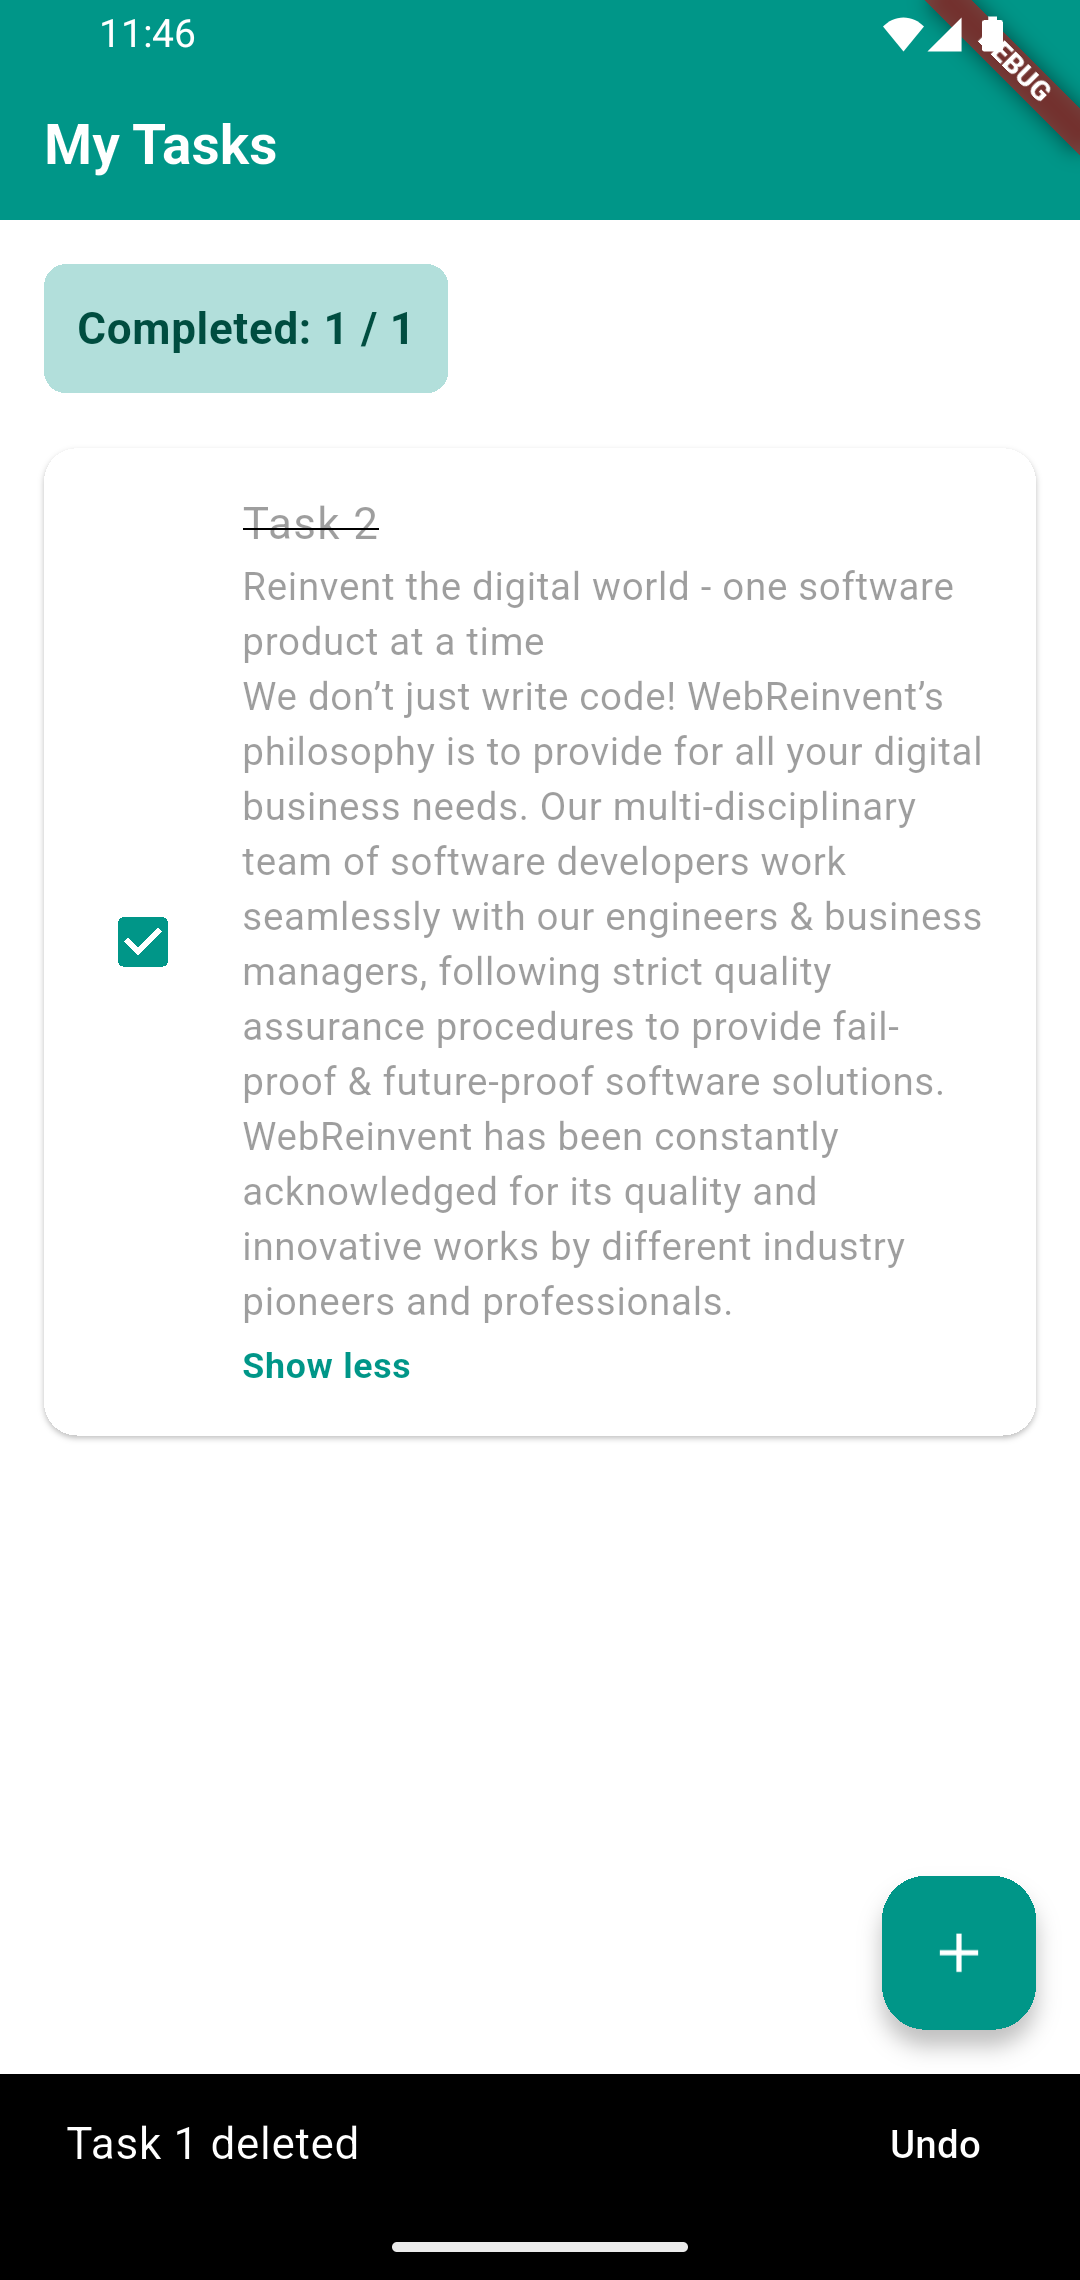 11:46
My Tasks
Completed: 1 / 1
Task 2
Reinvent the digital world - one software
product at a time
We don’t just write code! WebReinvent’s
philosophy is to provide for all your digital
business needs. Our multi-disciplinary
team of software developers work
seamlessly with our engineers & business
managers, following strict quality
assurance procedures to provide fail-
proof & future-proof software solutions.
WebReinvent has been constantly
acknowledged for its quality and
innovative works by different industry
pioneers and professionals.
Show less
Task 1 deleted
Undo